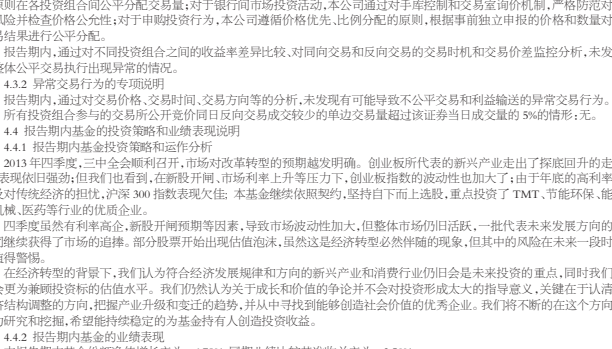 原则在各投资组合间公平分配交易量;对于银行间市场投资活动,本公司通过对手库控制和交易室询价机制,严格防范对
风险并检查价格公允性;对于申购投资行为,本公司遵循价格优先、比例分配的原则,根据事前独立申报的价格和数量对
易结果进行公平分配。
报告期内,通过对不同投资组合之间的收益率差异比较、对同向交易和反向交易的交易时机和交易价差监控分析,未发
整体公平交易执行出现异常的情况。
4.3.2 异常交易行为的专项说明
报告期内,通过对交易价格、交易时间、交易方向等的分析,未发现有可能导致不公平交易和利益输送的异常交易行为。
所有投资组合参与的交易所公开竞价同日反向交易成交较少的单边交易量超过该证券当日成交量的 5%的情形:无。
4.4 报告期内基金的投资策略和业绩表现说明
4.4.1 报告期内基金投资策略和运作分析
2013 年四季度,三中全会顺利召开,市场对改革转型的预期越发明确。创业板所代表的新兴产业走出了探底回升的走
表现依旧强劲;但我们看到,在新股开闸、市场利率上升等压力下,创业板指数的波动性也加大了;由于年底的高利率
及对传统经济的担忧,沪深 300 指数表现欠佳; 本基金继续依照契约,坚持自下而上选股,重点投资了 TMT、节能环保、能
机械、医药等行业的优质企业。
四季度虽然有利率高企,新股开闸预期等因素,导致市场波动性加大,但整体市场仍旧活跃,一批代表未来发展方向的
司继续获得了市场的追捧。部分股票开始出现估值泡沫,虽然这是经济转型必然伴随的现象,但其中的风险在未来一段时
值得警惕。
在经济转型的背景下,我们认为符合经济发展规律和方向的新兴产业和消费行业仍旧会是未来投资的重点,同时我们
会更为兼顾投资标的估值水平。我们仍然认为关于成长和价值的争论并不会对投资形成太大的指导意义,关键在于认清
济结构调整的方向,把握产业升级和变迁的趋势,并从中寻找到能够创造社会价值的优秀企业。我们将不断的在这个方向
力研究和挖掘,希望能持续稳定的为基金持有人创造投资收益。
4.4.2 报告期内基金的业绩表现